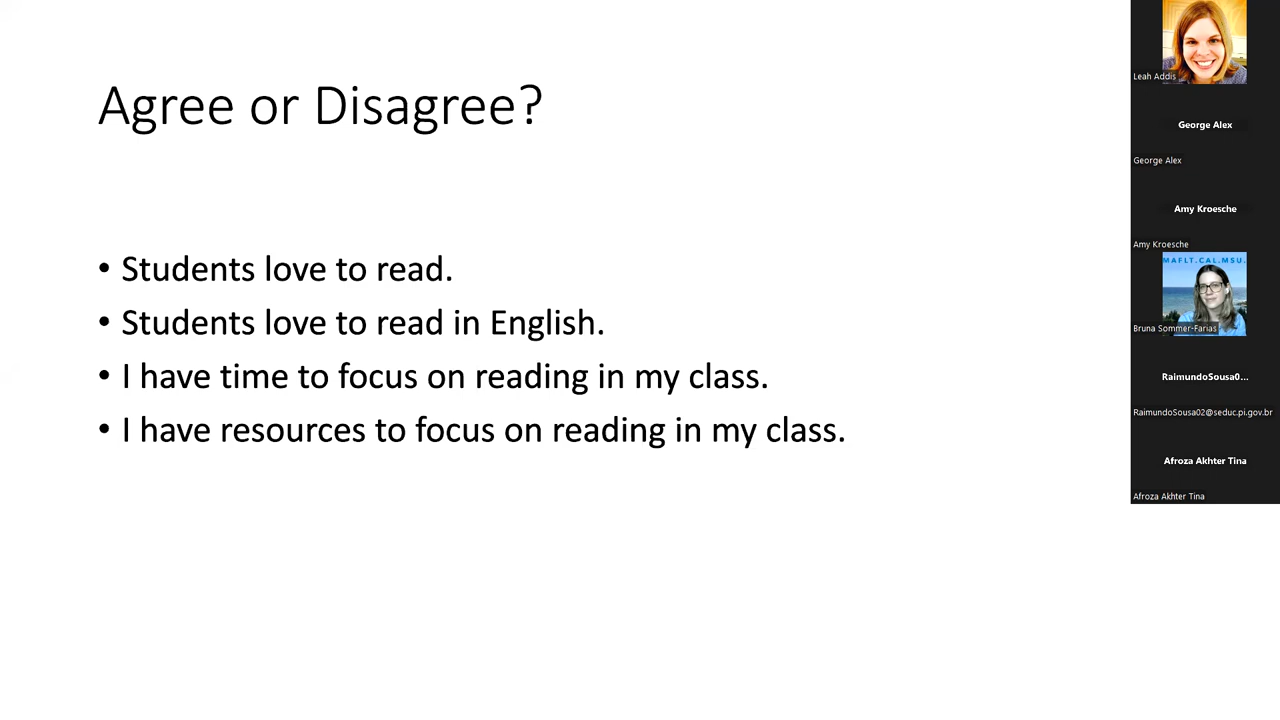 Agree or Disagree?
• Students love to read.
• Students love to read in English.
• I have time to focus on reading in my class.
• I have resources to focus on reading in my class.
Leah Addis
George Alex
George Alex
Amy Kroesche
Amy Kroesche
MAFLT.CAL.MSU.
Bruna Sommer-Farias
RaimundoSousa0...
RaimundoSousa02@seduc.pi.gov.br
Afroza Akhter Tina
Afroza Akhter Tina